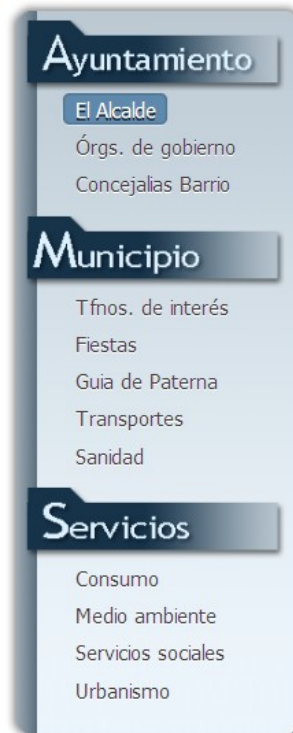 Ayuntamiento
El Alcalde
Órgs. de gobierno
Concejalias Barrio
Municipio
Tfnos. de interés
Fiestas
Guia de Paterna
Transportes
Sanidad
Servicios
Consumo
Medio ambiente
Servicios sociales
Urbanismo